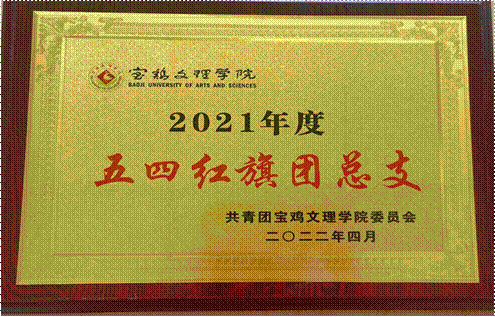 宝鸡文理学院
BAOJI UNIVERSITY OF ARTS AND SCIENCES
2021年度
五四红旗团总支
共青团宝鸡文理学院委员会
二〇二二年四月